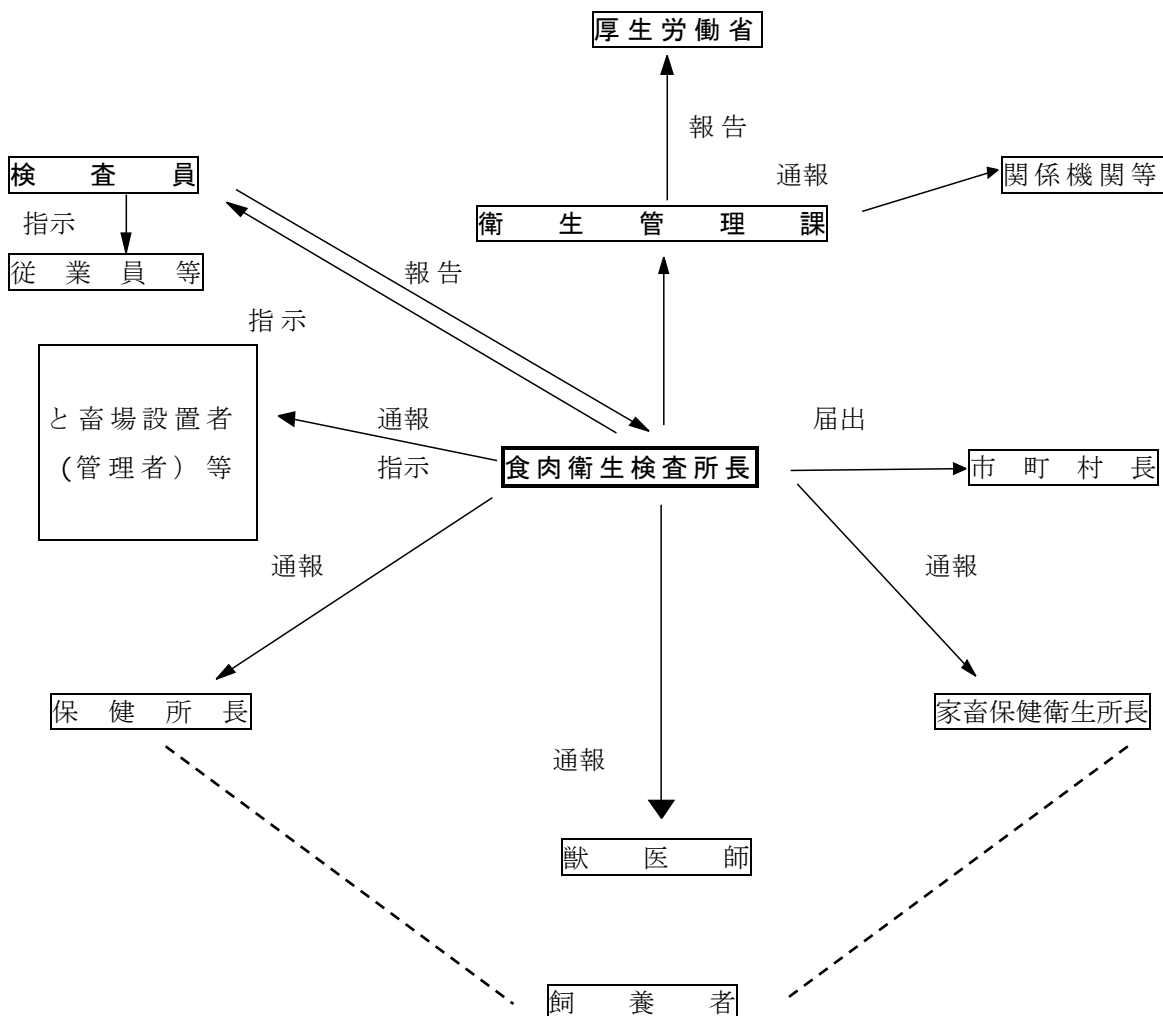 厚生労働省
報告
検査員
通報
関係機関等
指示
衛生管理課
従業員等
報告
指示
と畜場設置者
(管理者)等
通報
指示
届出
食肉衛生検査所長
市町村長
通報
通報
保健所長
家畜保健衛生所長
通報
獣医師
飼養者